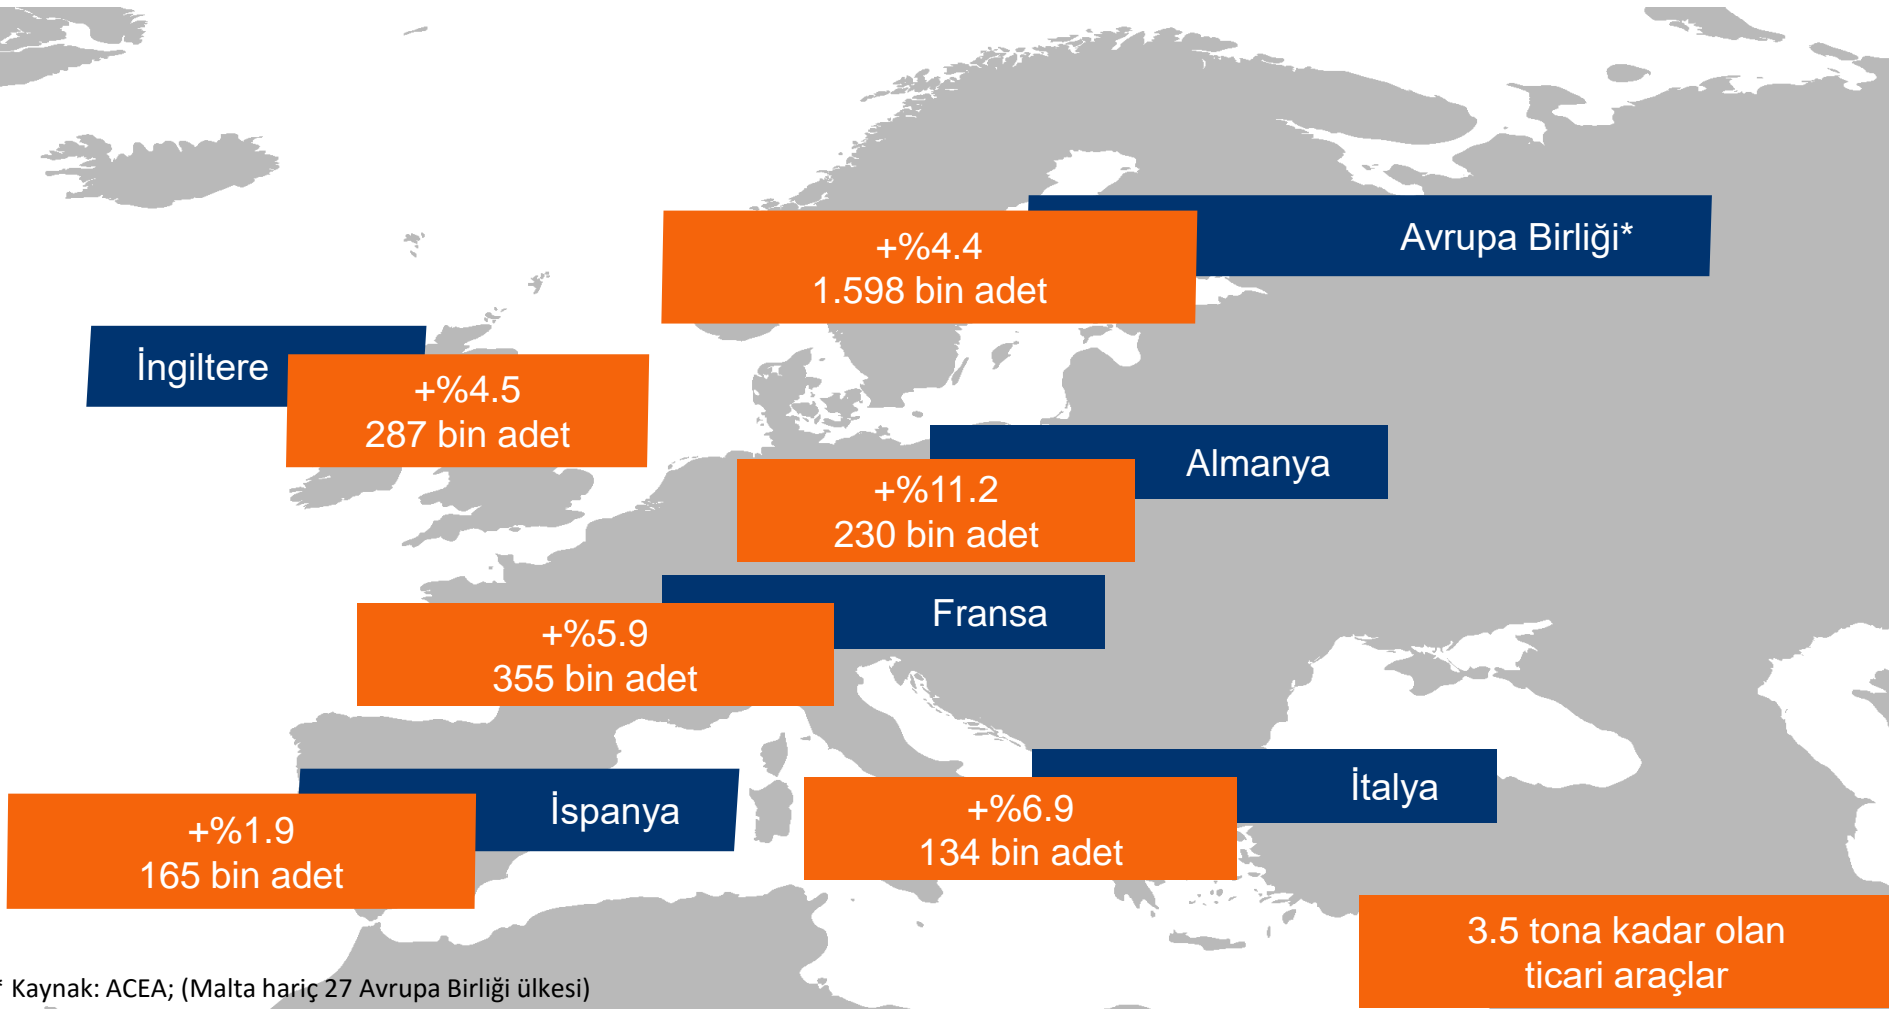 Avrupa Birliği*
+%4.4
1.598 bin adet
İngiltere
+%4.5
287 bin adet
Almanya
+%11.2
230 bin adet
Fransa
+%5.9
355 bin adet
İspanya
+%1.9
165 bin adet
İtalya
+%6.9
134 bin adet
3.5 tona kadar olan
ticari araçlar
* Kaynak: ACEA; (Malta hariç 27 Avrupa Birliği ülkesi)